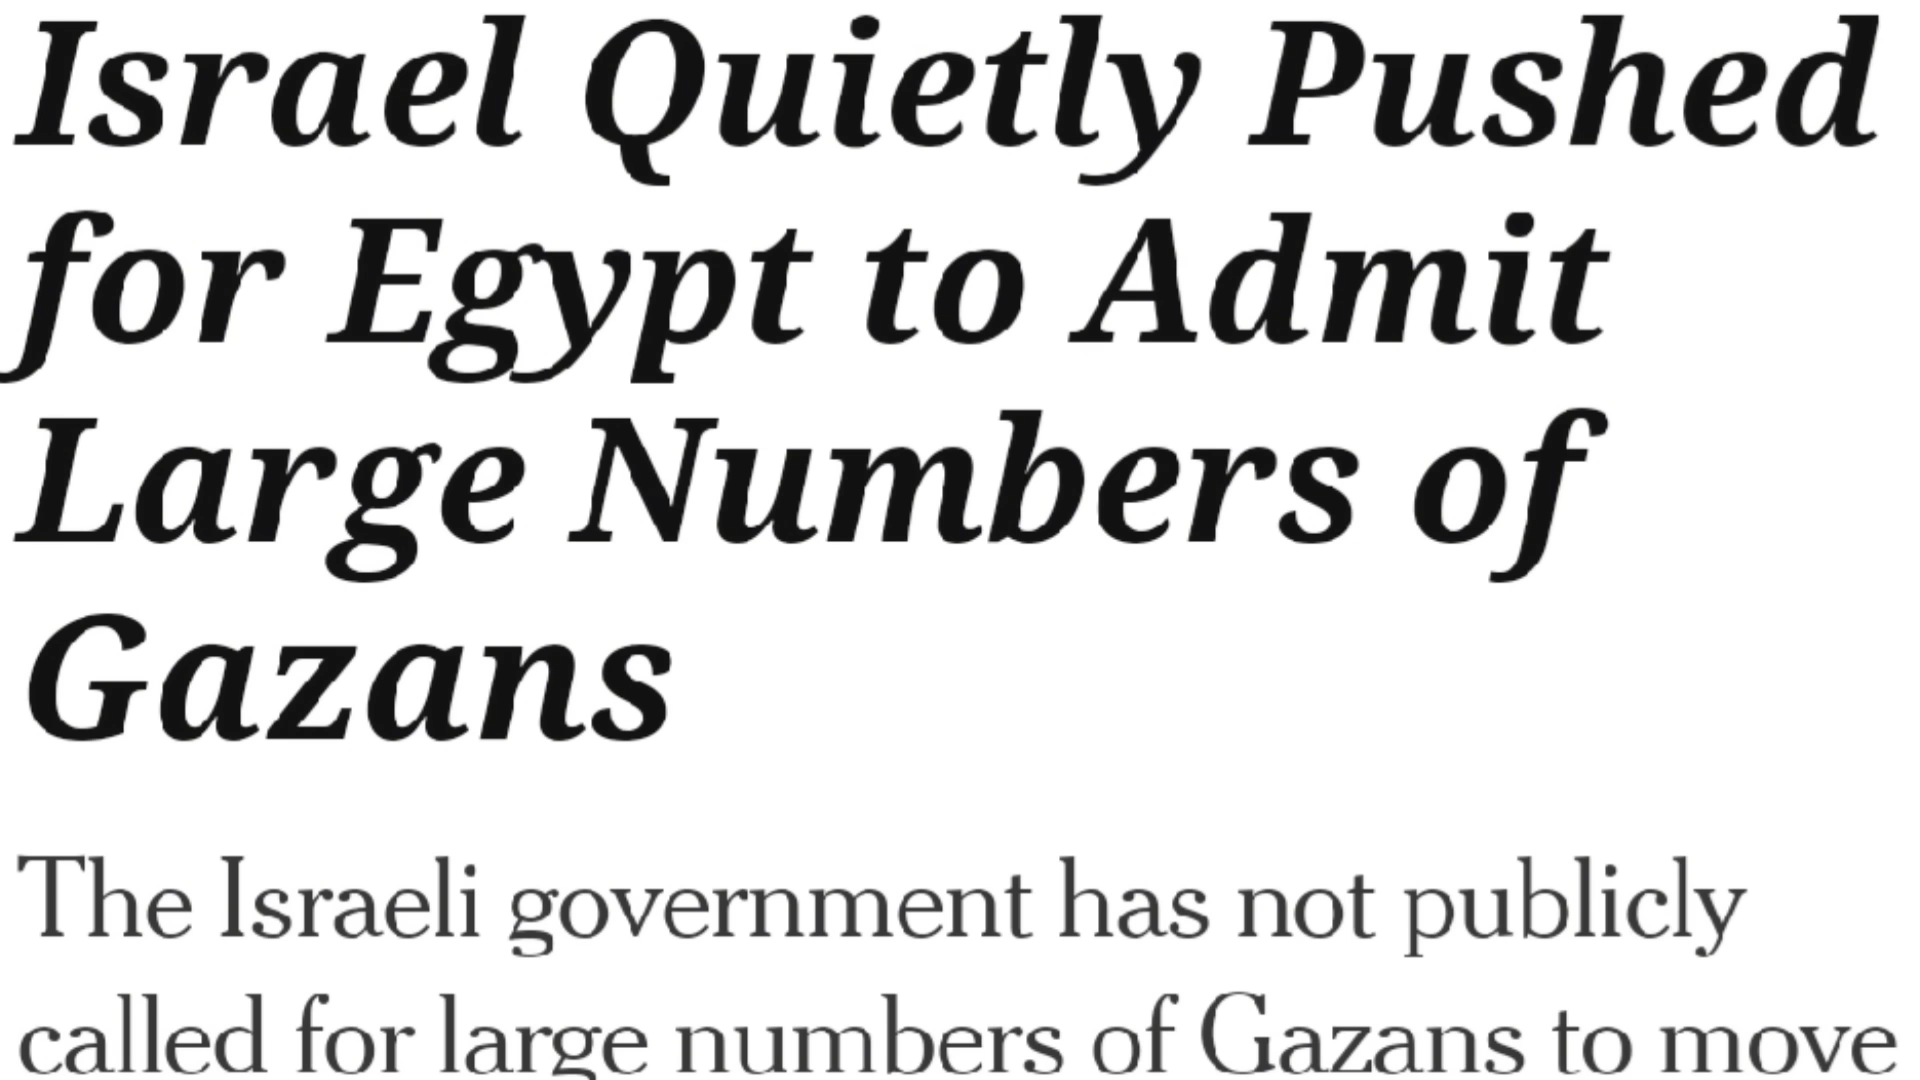 Israel Quietly Pushed
for Egypt to Admit
Large Numbers of
Gazans
The Israeli government has not publicly
called for large numbers of Gazans to move